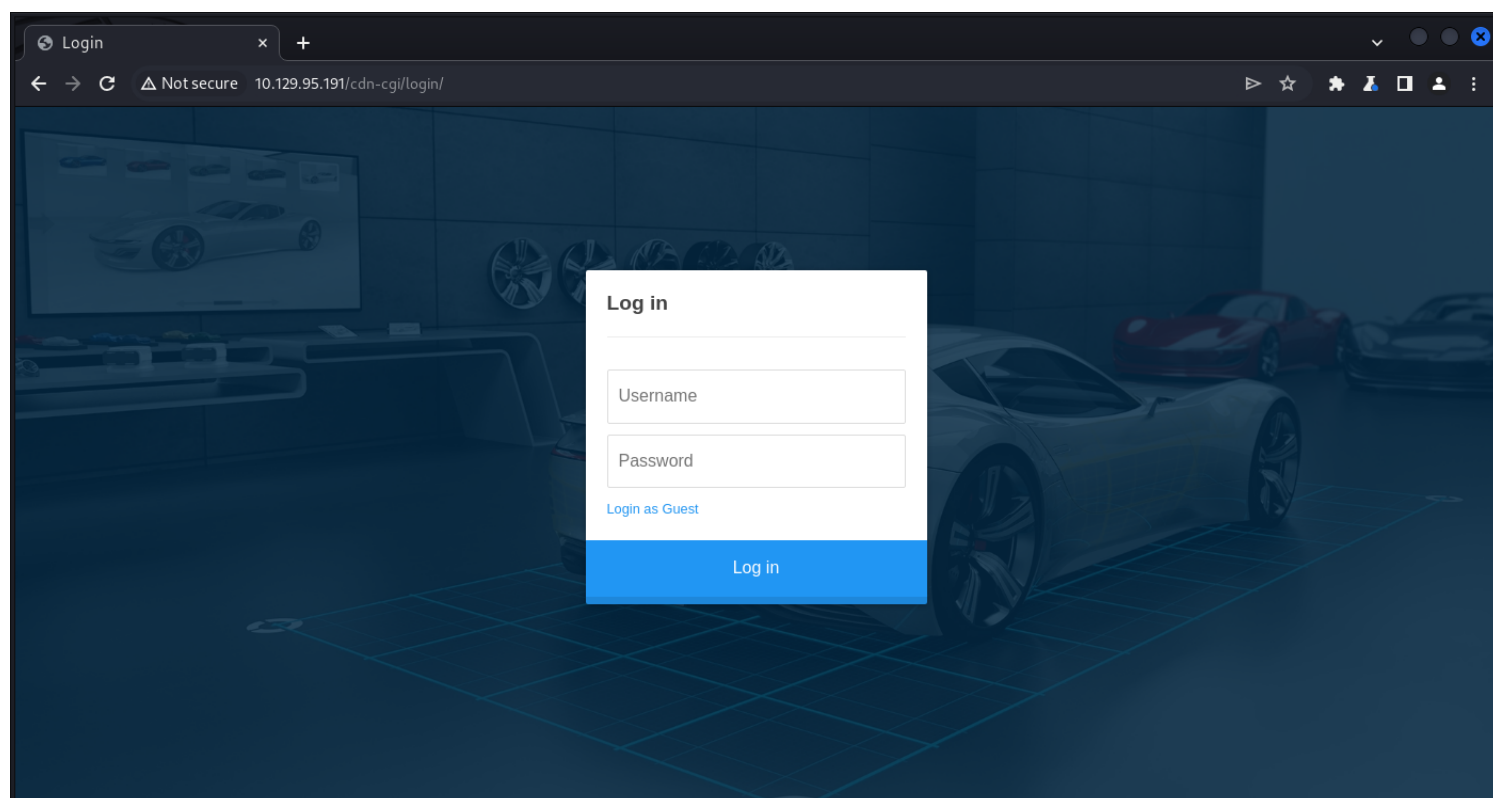 Login
Not secure 10.129.95.191/cdn-cgi/login/
Log in
Username
Password
Login as Guest
Log in